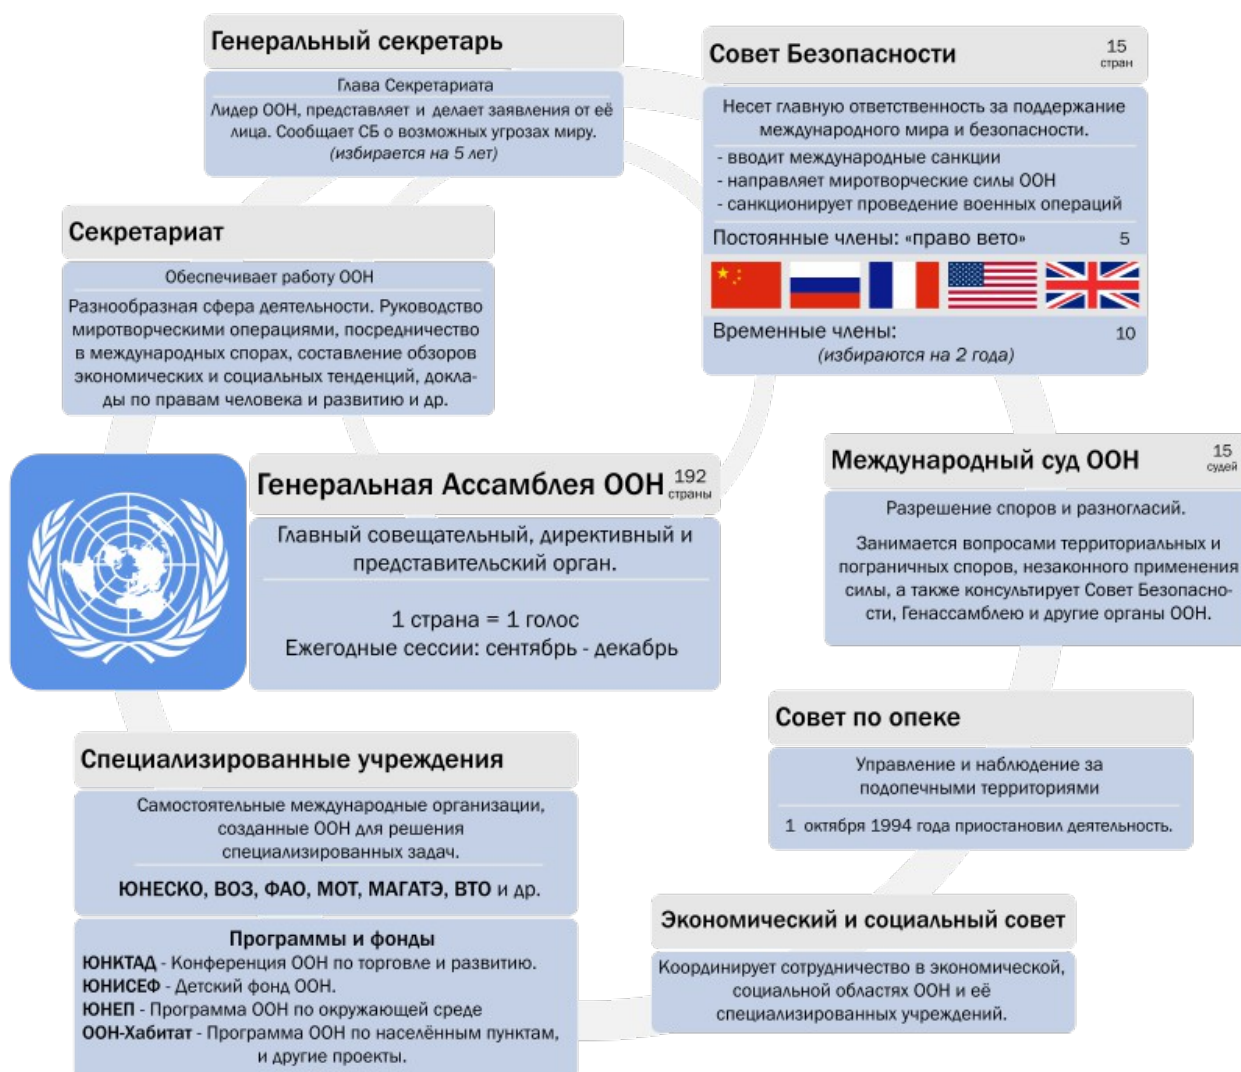 Генеральный секретарь
Глава Секретариата
Лидер ООН, представляет и делает заявления от её
лица. Сообщает СБ о возможных угрозах миру.
(избирается на 5 лет)
Совет Безопасности
15
стран
Несет главную ответственность за поддержание
международного мира и безопасности.
- вводит международные санкции
- направляет миротворческие силы ООН
- санкционирует проведение военных операций
Постоянные члены: «право вето» 5
Временные члены: 10
(избираются на 2 года)
Секретариат
Обеспечивает работу ООН
Разнообразная сфера деятельности. Руководство
миротворческими операциями, посредничество
в международных спорах, составление обзоров
экономических и социальных тенденций, докла-
ды по правам человека и развитию и др.
Генеральная Ассамблея ООН
192
страны
Главный совещательный, директивный и
представительский орган.
1 страна = 1 голос
Ежегодные сессии: сентябрь - декабрь
Международный суд ООН
15
судей
Разрешение споров и разногласий.
Занимается вопросами территориальных и
пограничных споров, незаконного применения
силы, а также консультирует Совет Безопасно-
сти, Генассамблею и другие органы ООН.
Совет по опеке
Управление и наблюдение за
подопечными территориями
1 октября 1994 года приостановил деятельность.
Специализированные учреждения
Самостоятельные международные организации,
созданные ООН для решения
специализированных задач.
ЮНЕСКО, ВОЗ, ФАО, МОТ, МАГАТЭ, ВТО и др.
Программы и фонды
ЮНКТАД - Конференция ООН по торговле и развитию.
ЮНИСЕФ - Детский фонд ООН.
ЮНЕП - Программа ООН по окружающей среде
ООН-Хабитат - Программа ООН по населённым пунктам,
и другие проекты.
Экономический и социальный совет
Координирует сотрудничество в экономической,
социальной областях ООН и её
специализированных учреждений.